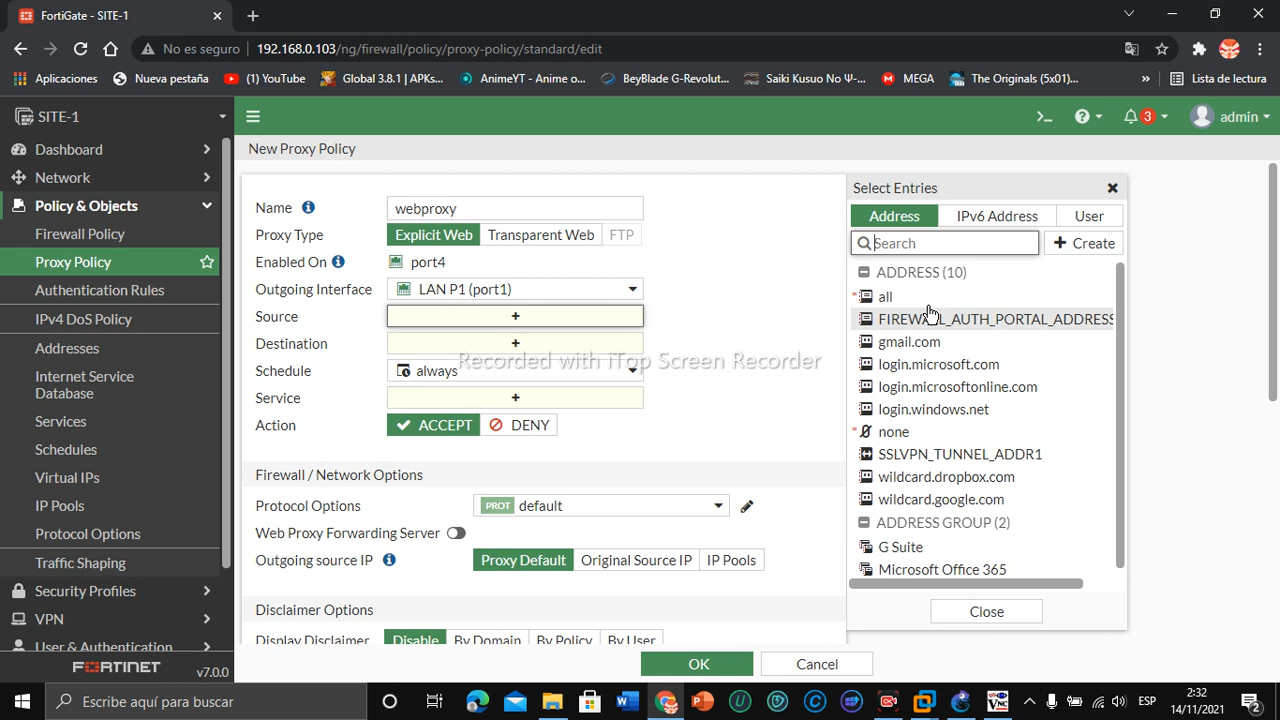 FortiGate - SITE-1
No es seguro 192.168.0.103/ng/firewall/policy/proxy-policy/standard/edit
Aplicaciones Nueva pestaña (1) YouTube Global 3.8.1 | APKs... AnimeYT - Anime o... BeyBlade G-Revolut... Saiki Kusuo No Ψ-... MEGA The Originals (5x01)... » Lista de lectura
SITE-1
3 admin
Dashboard
Network
Policy & Objects
Firewall Policy
Proxy Policy
Authentication Rules
IPv4 DoS Policy
Addresses
Internet Service
Database
Services
Schedules
Virtual IPs
IP Pools
Protocol Options
Traffic Shaping
Security Profiles
VPN
User & Authentication
FORTINET v7.0.0
New Proxy Policy
Name webproxy
Proxy Type Explicit Web Transparent Web FTP
Enabled On port4
Outgoing Interface LAN P1 (port1)
Source +
Destination +
Recorded with iTop Screen Recorder
Schedule always
Service +
Action ACCEPT DENY
Firewall / Network Options
Protocol Options PROT default
Web Proxy Forwarding Server
Outgoing source IP Proxy Default Original Source IP IP Pools
Disclaimer Options
Display Disclaimer Disable By Domain By Policy By User
Select Entries
Address IPv6 Address User
Search + Create
ADDRESS (10)
all
FIREWALL_AUTH_PORTAL_ADDRESS
gmail.com
login.microsoft.com
login.microsoftonline.com
login.windows.net
none
SSLVPN_TUNNEL_ADDR1
wildcard.dropbox.com
wildcard.google.com
ADDRESS GROUP (2)
G Suite
Microsoft Office 365
Close
OK Cancel
Escribe aquí para buscar
ESP
2:32
14/11/2021
2